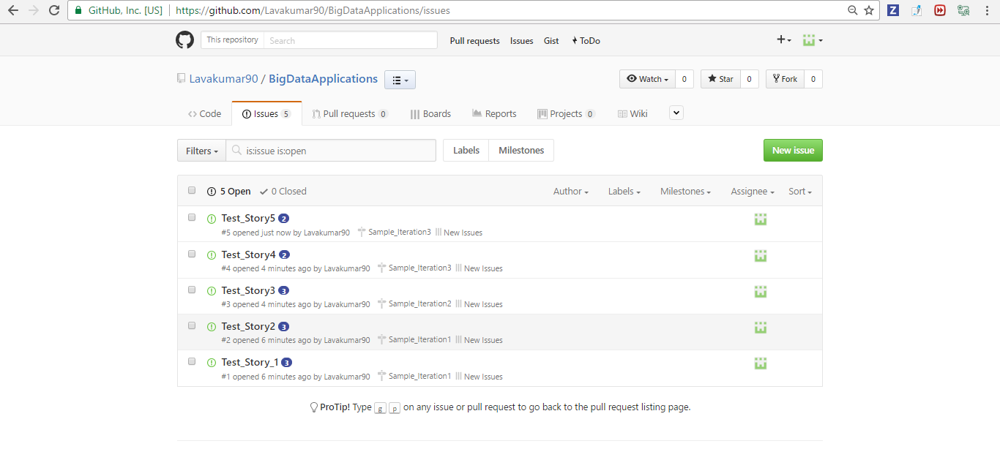 GitHub, Inc. [US] https://github.com/Lavakumar90/BigDataApplications/issues
This repository Search Pull requests Issues Gist ToDo
Lavakumar90 / BigDataApplications Watch 0 Star 0 Fork 0
Code Issues 5 Pull requests 0 Boards Reports Projects 0 Wiki
Filters is:issue is:open Labels Milestones New issue
5 Open 0 Closed Author Labels Milestones Assignee Sort
Test_Story5 2
#5 opened just now by Lavakumar90 Sample_Iteration3 New Issues
Test_Story4 2
#4 opened 4 minutes ago by Lavakumar90 Sample_Iteration3 New Issues
Test_Story3 3
#3 opened 4 minutes ago by Lavakumar90 Sample_Iteration2 New Issues
Test_Story2 3
#2 opened 6 minutes ago by Lavakumar90 Sample_Iteration1 New Issues
Test_Story_1 3
#1 opened 6 minutes ago by Lavakumar90 Sample_Iteration1 New Issues
ProTip! Type g p on any issue or pull request to go back to the pull request listing page.